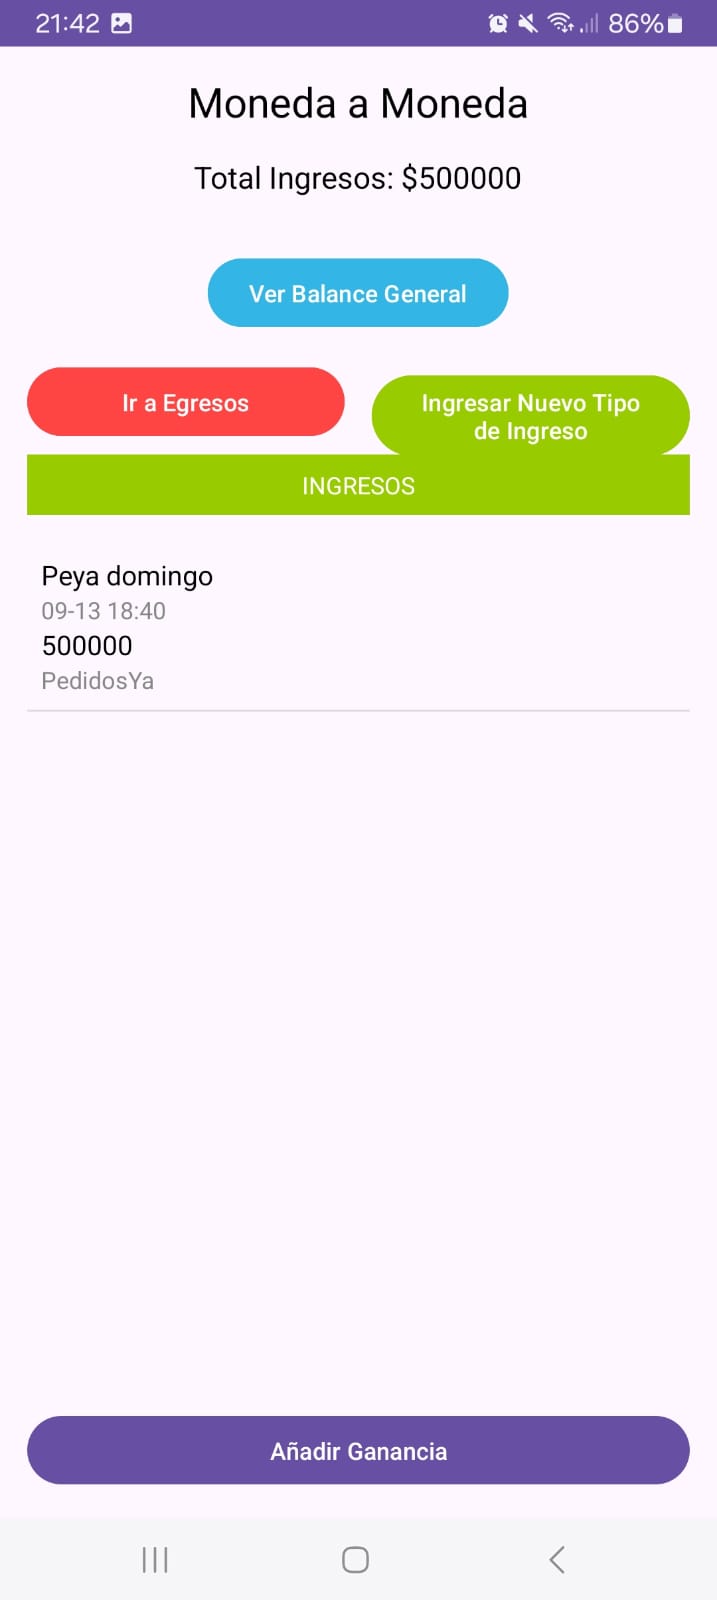 21:42
86%
Moneda a Moneda
Total Ingresos: $500000
Ver Balance General
Ir a Egresos
Ingresar Nuevo Tipo
de Ingreso
INGRESOS
Peya domingo
09-13 18:40
500000
PedidosYa
Añadir Ganancia